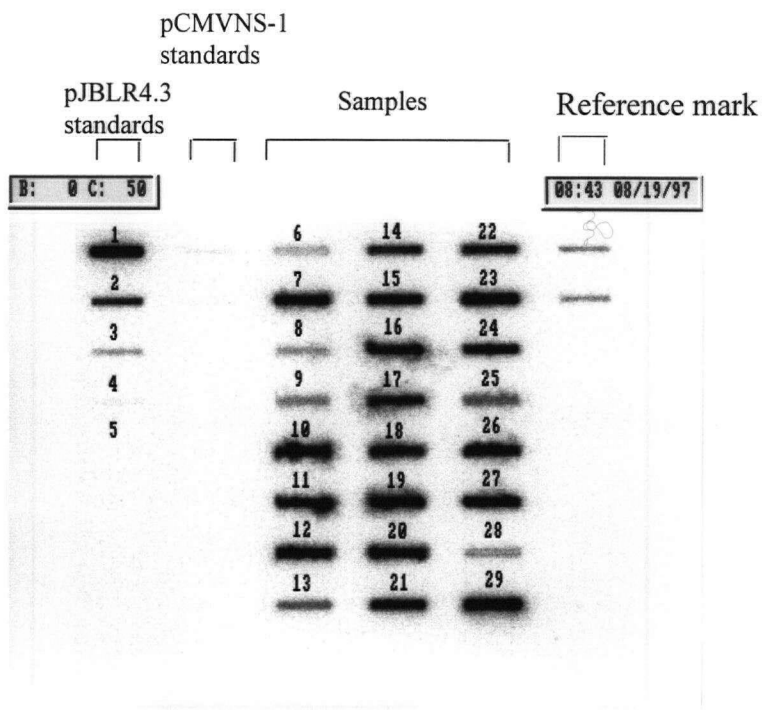 pCMVNS-1
standards
pJBLR4.3
standards
Samples
Reference mark
B: 0 C: 50
08:43 08/19/97
1 6 14 22
2 7 15 23
3 8 16 24
4 9 17 25
5 10 18 26
11 19 27
12 20 28
13 21 29